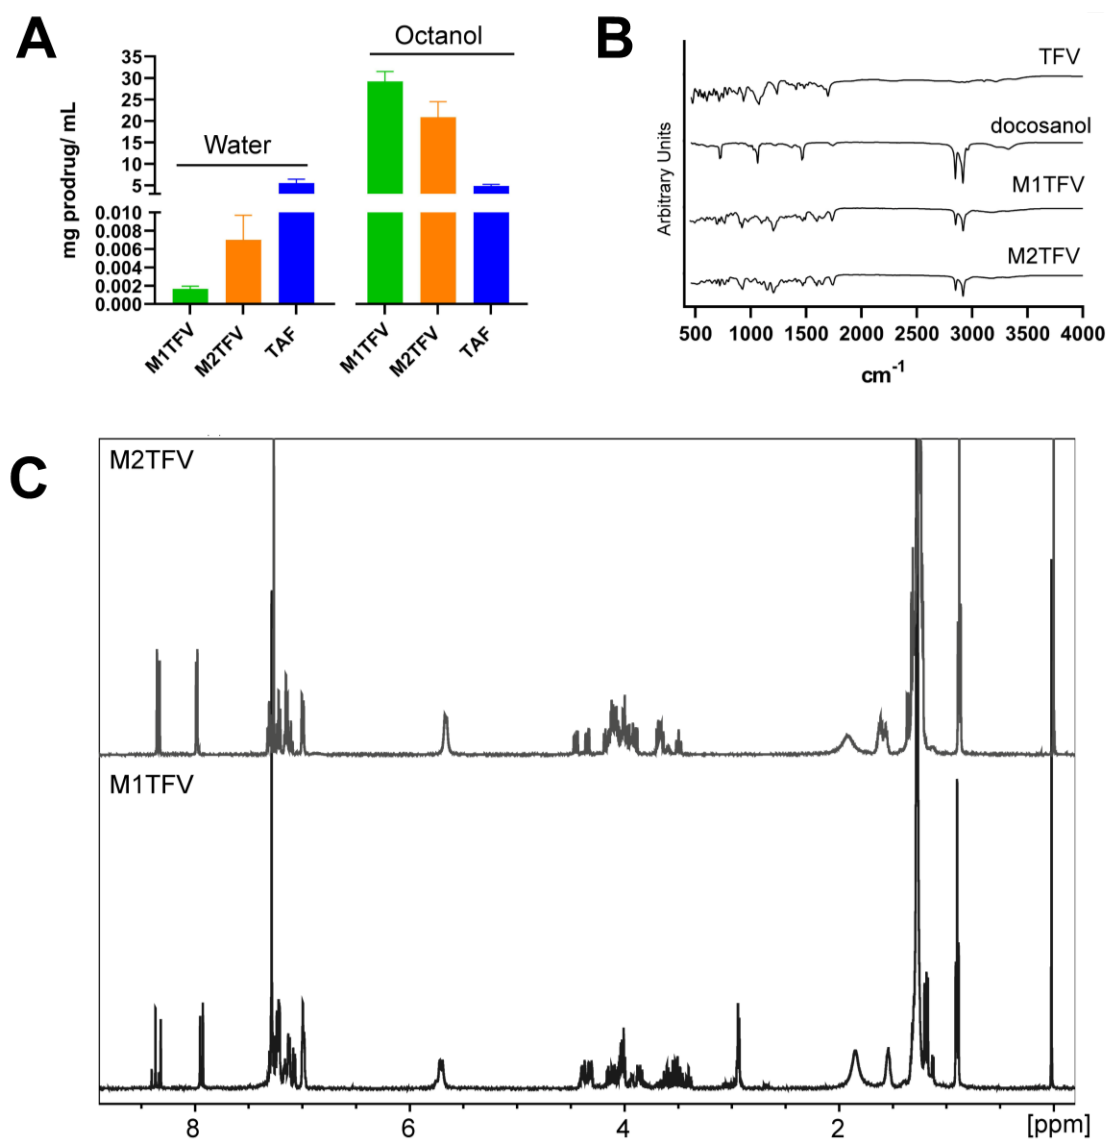 A
Octanol
Water
mg prodrug/ mL
35
30
25
20
15
10
5
0.010
0.008
0.006
0.004
0.002
0.000
M1TFV
M2TFV
TAF
M1TFV
M2TFV
TAF
B
Arbitrary Units
TFV
docosanol
M1TFV
M2TFV
500 1000 1500 2000 2500 3000 3500 4000
cm-1
C
M2TFV
M1TFV
8 6 4 2 [ppm]